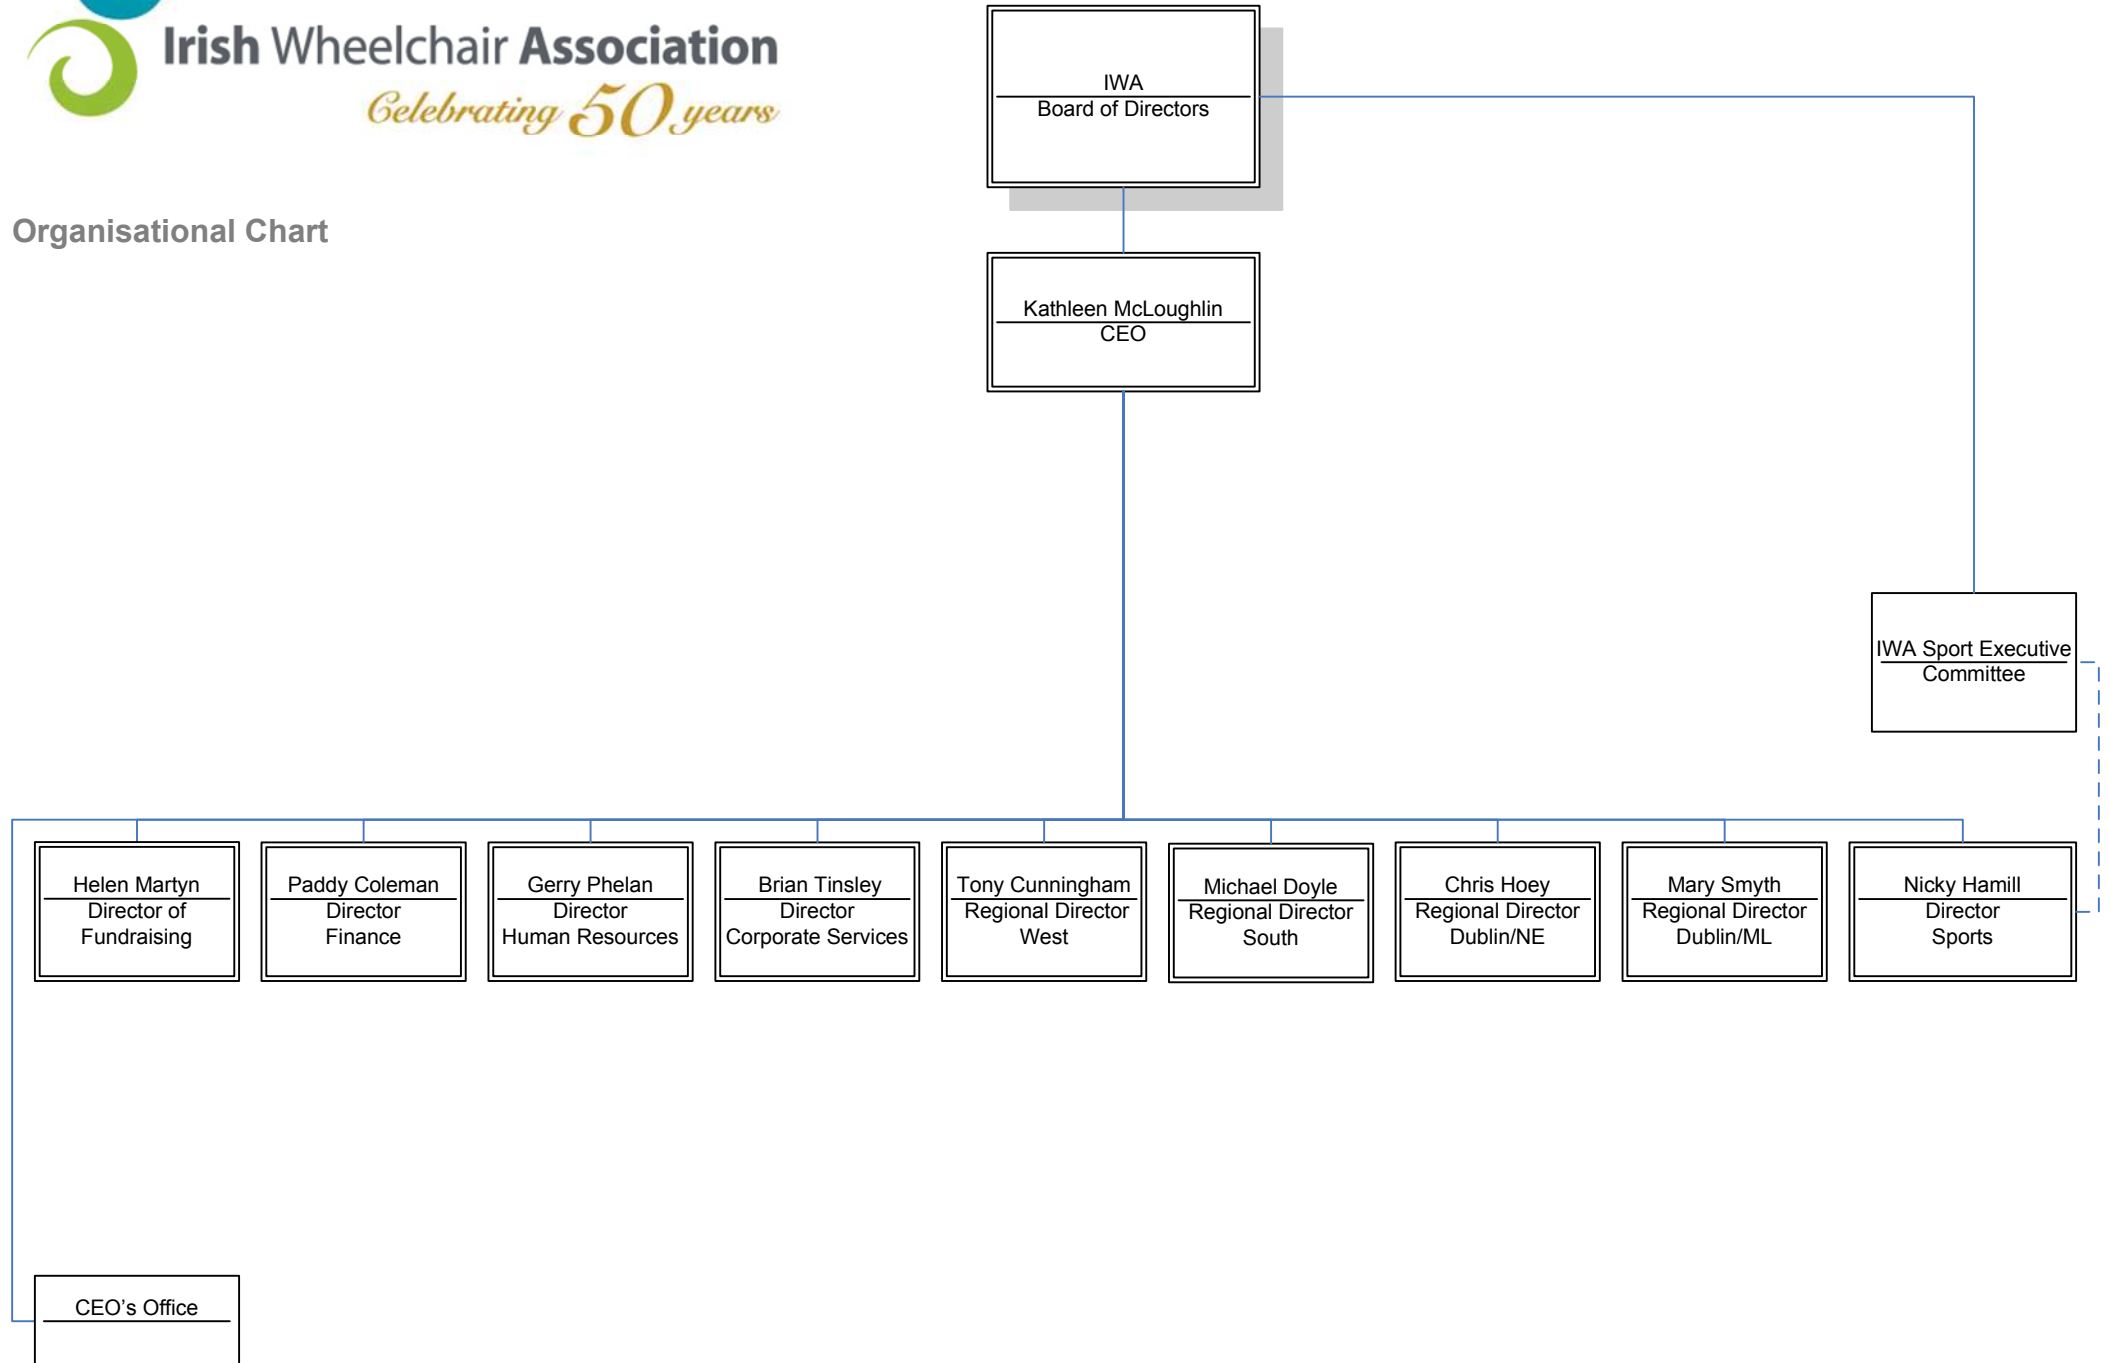 Irish Wheelchair Association
Celebrating 50 years
Organisational Chart
IWA
Board of Directors
Kathleen McLoughlin
CEO
IWA Sport Executive
Committee
Helen Martyn
Director of
Fundraising
Paddy Coleman
Director
Finance
Gerry Phelan
Director
Human Resources
Brian Tinsley
Director
Corporate Services
Tony Cunningham
Regional Director
West
Michael Doyle
Regional Director
South
Chris Hoey
Regional Director
Dublin/NE
Mary Smyth
Regional Director
Dublin/ML
Nicky Hamill
Director
Sports
CEO’s Office